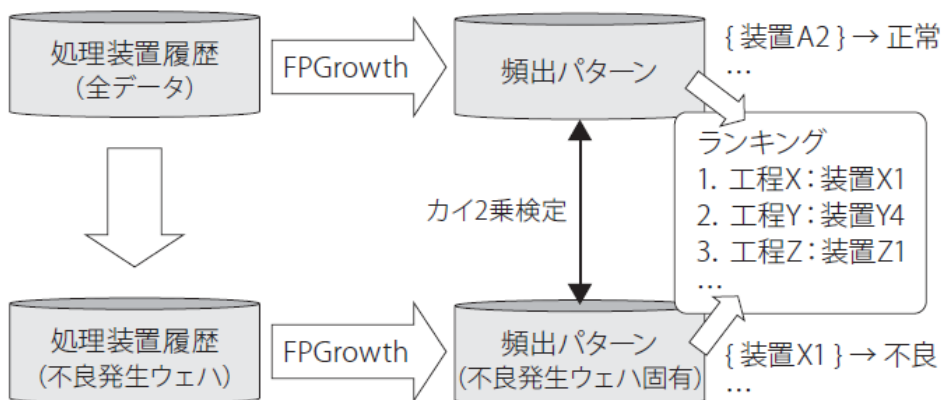 処理装置履歴
(全データ)
FPGrowth
頻出パターン
{ 装置A2 } → 正常
…
ランキング
1. 工程X：装置X1
2. 工程Y：装置Y4
3. 工程Z：装置Z1
…
カイ2乗検定
処理装置履歴
(不良発生ウェハ)
FPGrowth
頻出パターン
(不良発生ウェハ固有)
{ 装置X1 } → 不良
…